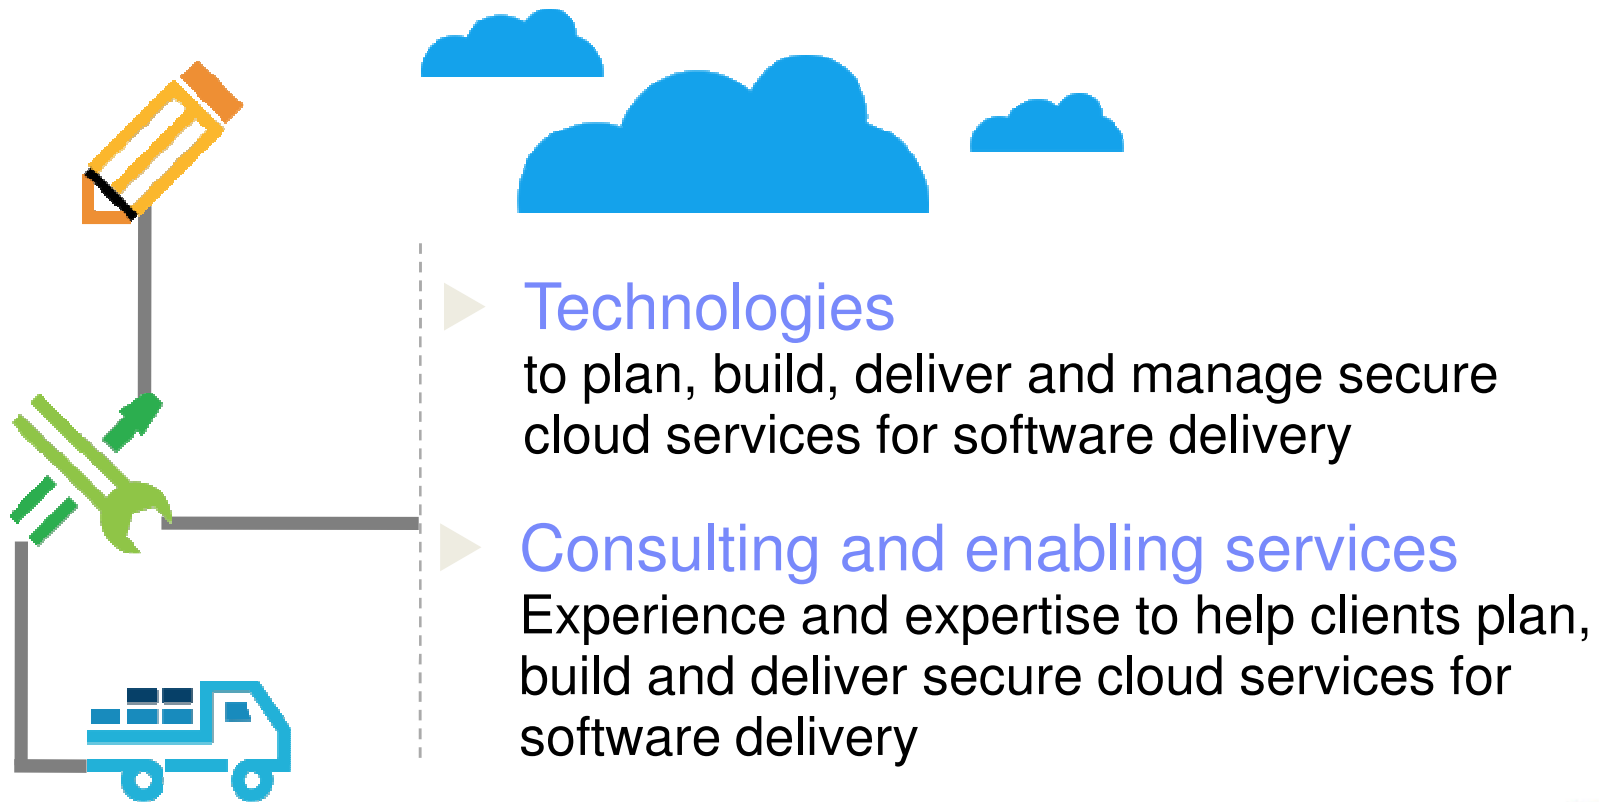 Technologies
to plan, build, deliver and manage secure
cloud services for software delivery
Consulting and enabling services
Experience and expertise to help clients plan,
build and deliver secure cloud services for
software delivery